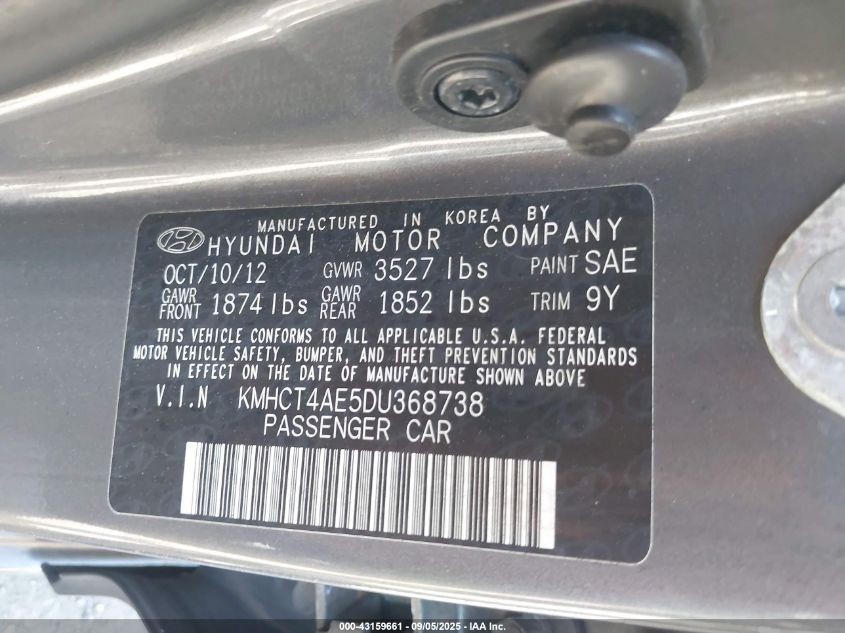 MANUFACTURED IN KOREA BY
HYUNDAI MOTOR COMPANY
OCT/10/12 GVWR 3527 lbs PAINT SAE
GAWR FRONT 1874 lbs GAWR REAR 1852 lbs TRIM 9Y
THIS VEHICLE CONFORMS TO ALL APPLICABLE U.S.A. FEDERAL
MOTOR VEHICLE SAFETY, BUMPER, AND THEFT PREVENTION STANDARDS
IN EFFECT ON THE DATE OF MANUFACTURE SHOWN ABOVE
V.I.N KMHCT4AE5DU368738
PASSENGER CAR
000-43159661 - 09/05/2025 - IAA Inc.